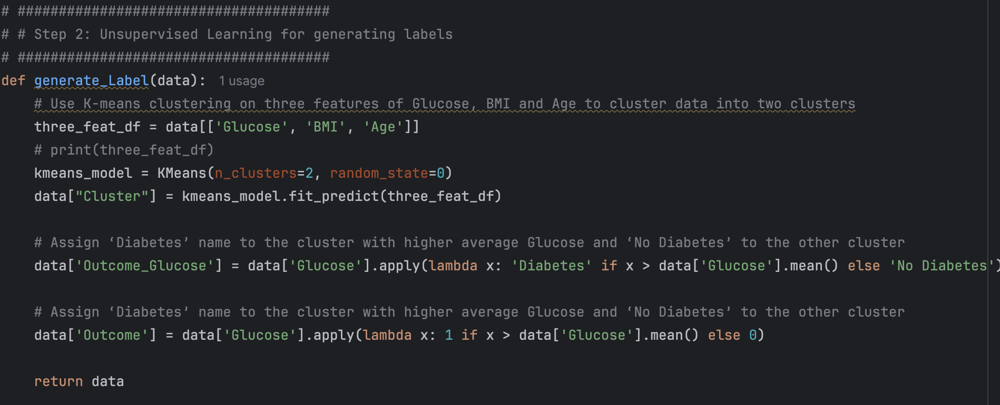 # ######################################
# # Step 2: Unsupervised Learning for generating labels
# ######################################
def generate_Label(data): 1 usage
    # Use K-means clustering on three features of Glucose, BMI and Age to cluster data into two clusters
    three_feat_df = data[['Glucose', 'BMI', 'Age']]
    # print(three_feat_df)
    kmeans_model = KMeans(n_clusters=2, random_state=0)
    data["Cluster"] = kmeans_model.fit_predict(three_feat_df)
    # Assign ‘Diabetes’ name to the cluster with higher average Glucose and ‘No Diabetes’ to the other cluster
    data['Outcome_Glucose'] = data['Glucose'].apply(lambda x: 'Diabetes' if x > data['Glucose'].mean() else 'No Diabetes')
    # Assign ‘Diabetes’ name to the cluster with higher average Glucose and ‘No Diabetes’ to the other cluster
    data['Outcome'] = data['Glucose'].apply(lambda x: 1 if x > data['Glucose'].mean() else 0)
    return data